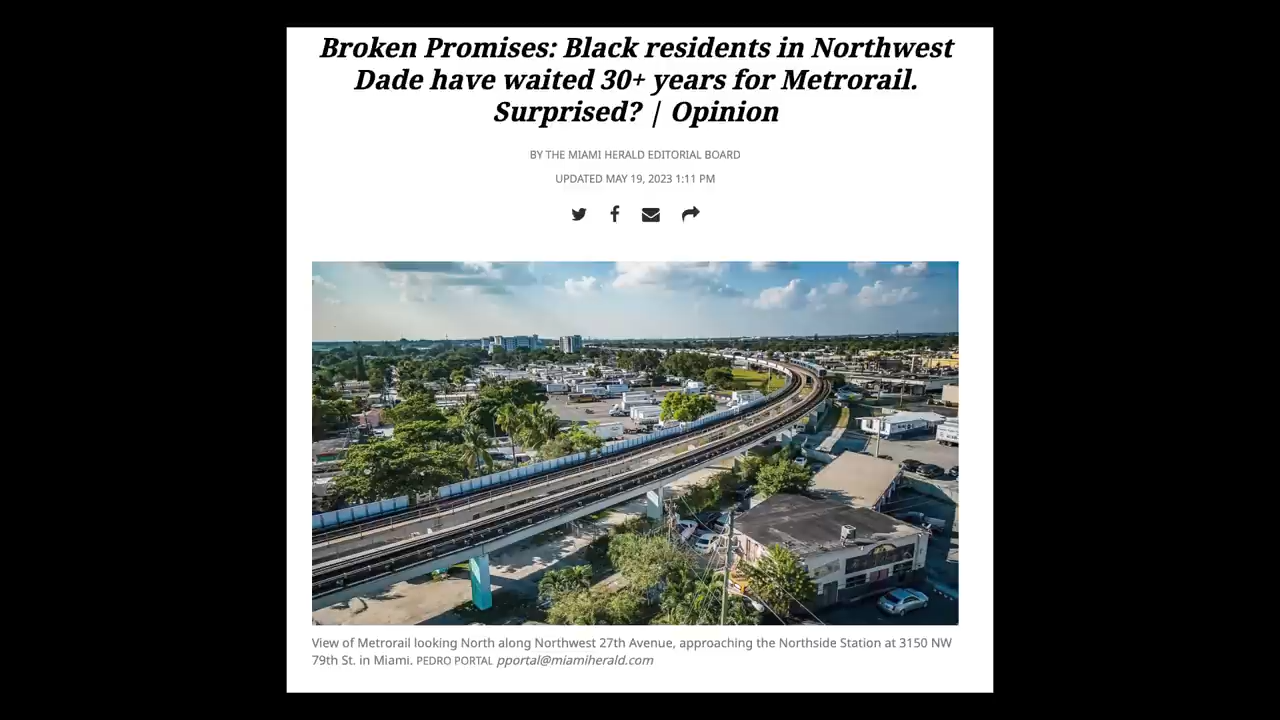 Broken Promises: Black residents in Northwest
Dade have waited 30+ years for Metrorail.
Surprised? | Opinion
BY THE MIAMI HERALD EDITORIAL BOARD
UPDATED MAY 19, 2023 1:11 PM
View of Metrorail looking North along Northwest 27th Avenue, approaching the Northside Station at 3150 NW
79th St. in Miami. PEDRO PORTAL pportal@miamiherald.com